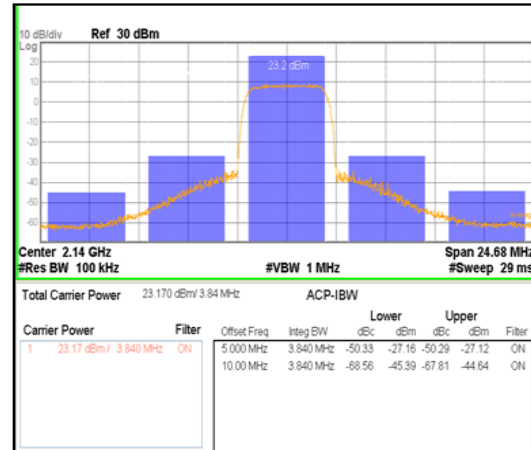 10 dB/div Ref 30 dBm
Log
20
10
0
-10
-20
-30
-40
-50
-60
23.2 dBm
Center 2.14 GHz Span 24.68 MHz
#Res BW 100 kHz #VBW 1 MHz #Sweep 29 ms
Total Carrier Power 23.170 dBm/ 3.84 MHz ACP-IBW
Lower Upper
Carrier Power Filter Offset Freq Integ BW dBc dBm dBc dBm Filter
1 23.17 dBm / 3.840 MHz ON 5.000 MHz 3.840 MHz -50.33 -27.16 -50.29 -27.12 ON
10.00 MHz 3.840 MHz -68.56 -45.39 -67.81 -44.64 ON